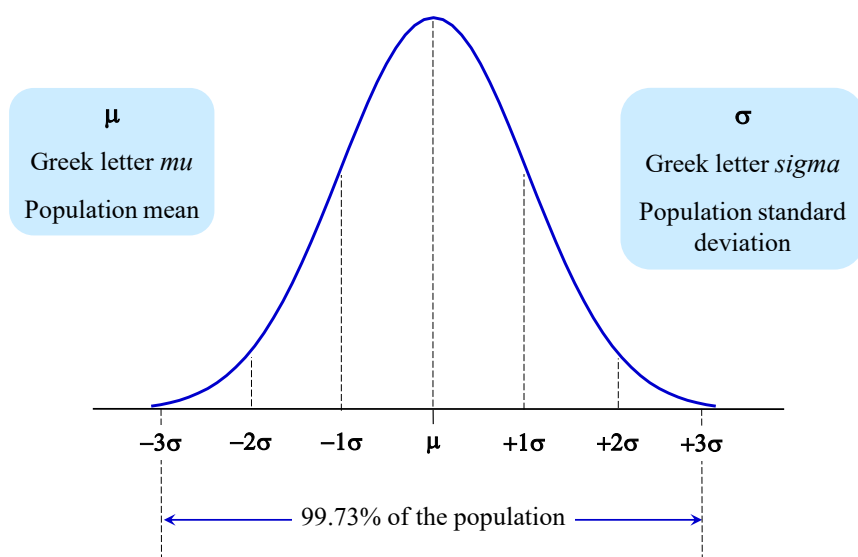 μ
Greek letter mu
Population mean
σ
Greek letter sigma
Population standard
deviation
−3σ −2σ −1σ μ +1σ +2σ +3σ
99.73% of the population